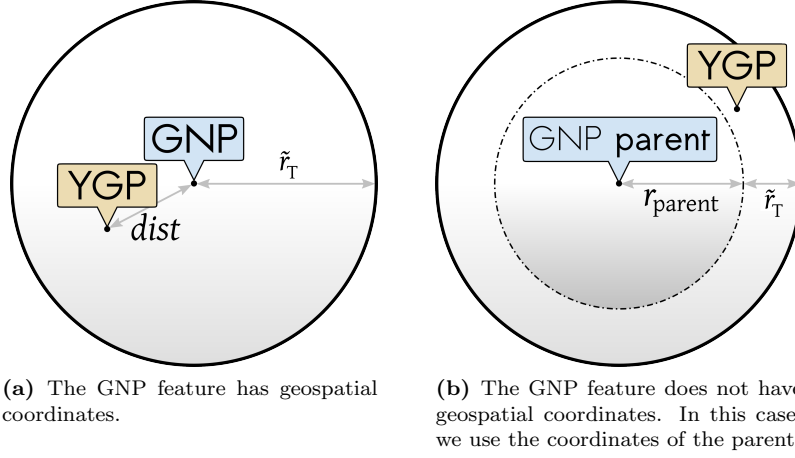 GNP
YGP
r̃T
dist
(a) The GNP feature has geospatial
coordinates.
YGP
GNP parent
rparent
r̃T
(b) The GNP feature does not have
geospatial coordinates. In this case
we use the coordinates of the parent